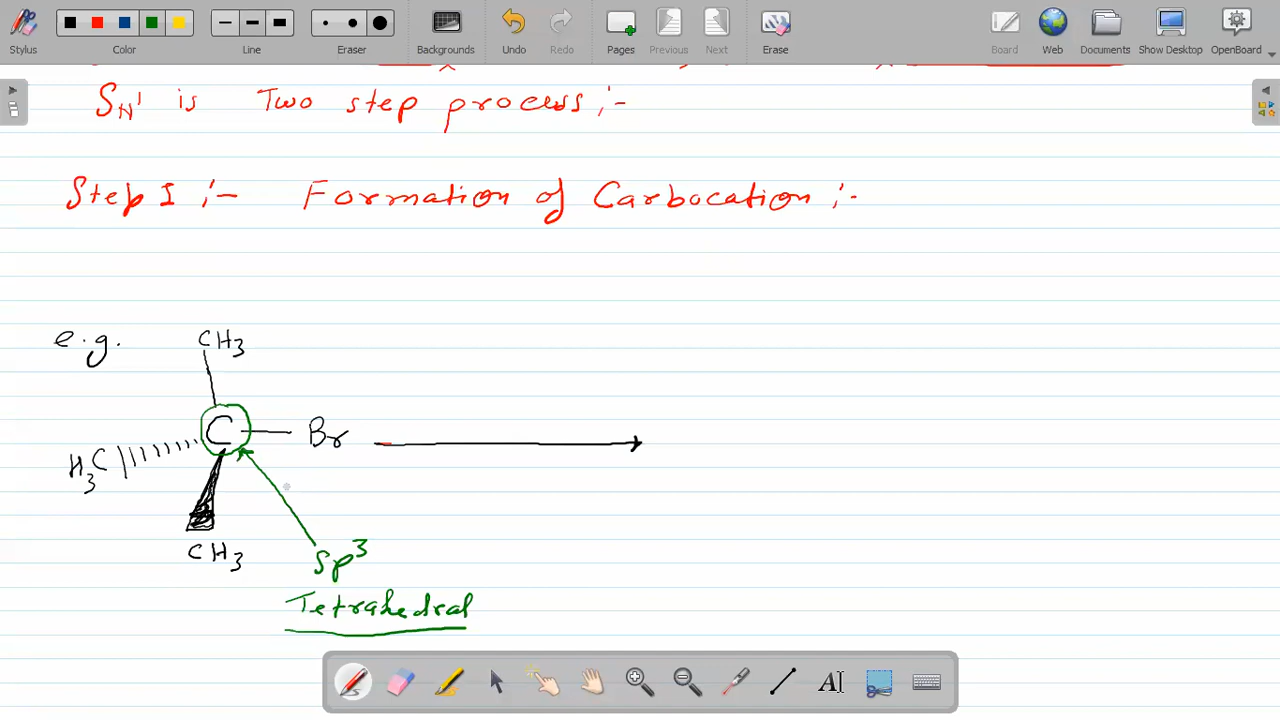 Stylus
Color
Line
Eraser
Backgrounds
Undo
Redo
Pages
Previous
Next
Erase
Board
Web
Documents
Show Desktop
OpenBoard
SN1 is Two step process :-
Step I :- Formation of Carbocation :-
e.g.
CH3
C
Br
H3C
CH3
Sp3
Tetrahedral
AI